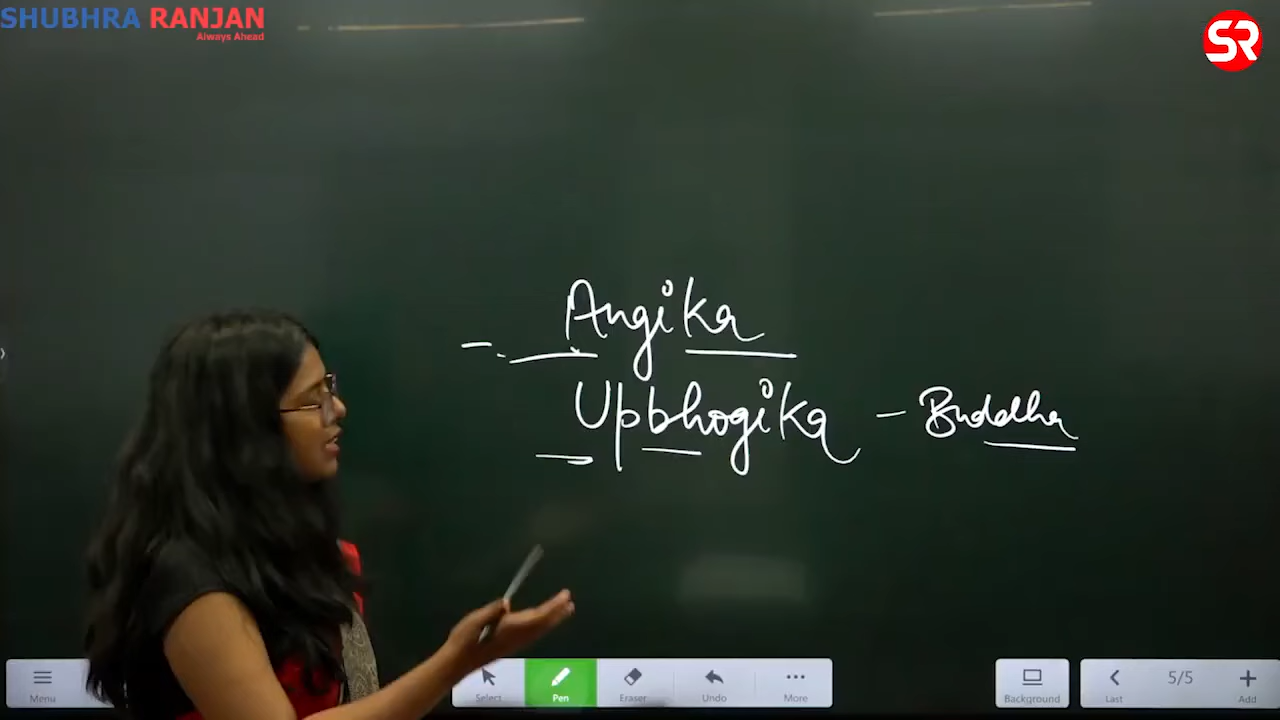 SHUBHRA RANJAN
Always Ahead
SR
Angika
Upbhogika - Buddha
Menu
Select
Pen
Eraser
Undo
More
Background
Last
5/5
Add